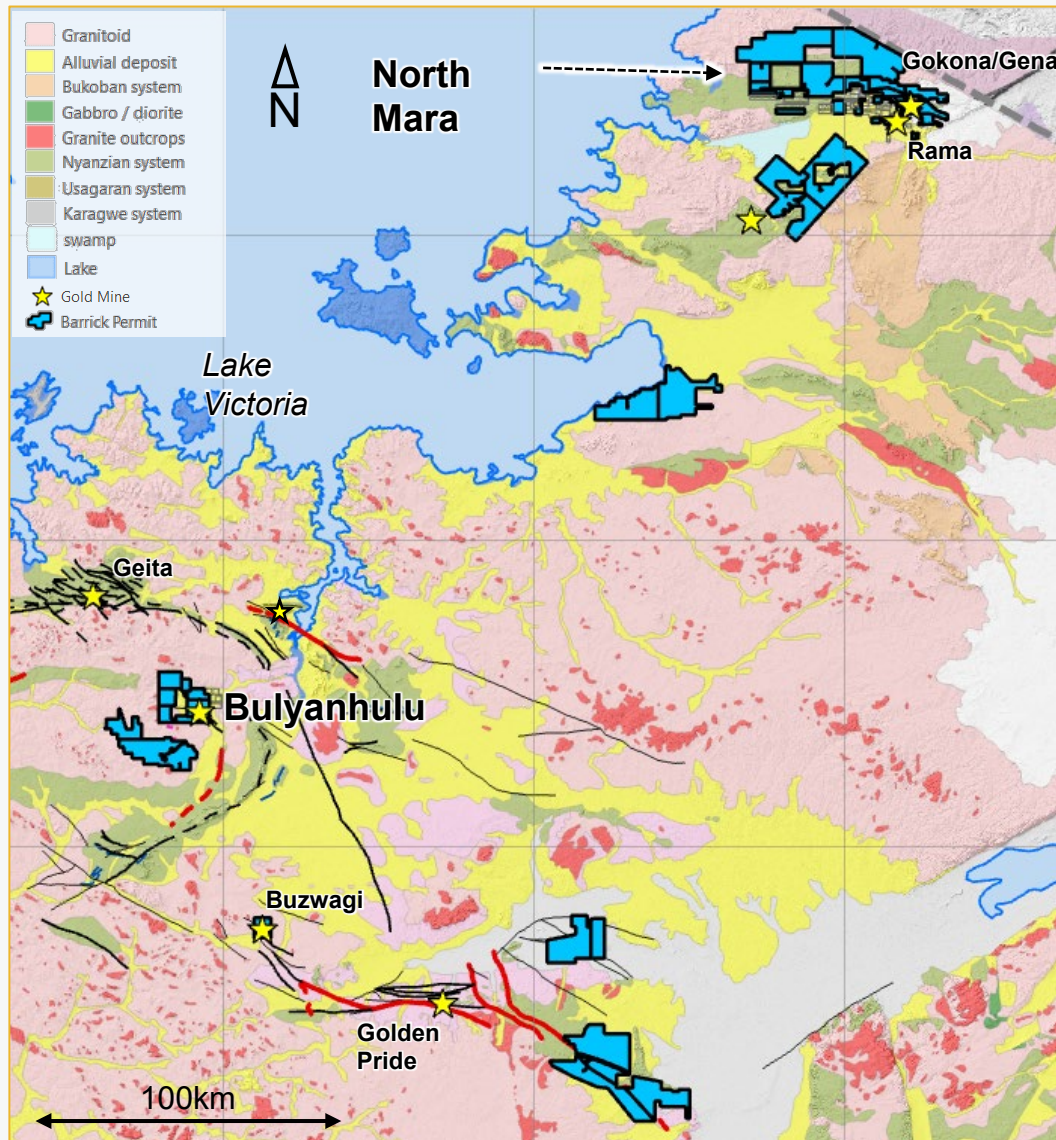 Granitoid
Alluvial deposit
Bukoban system
Gabbro / diorite
Granite outcrops
Nyanzian system
Usagaran system
Karagwe system
swamp
Lake
Gold Mine
Barrick Permit
N
North
Mara
Gokona/Gena
Rama
Lake
Victoria
Geita
Bulyanhulu
Buzwagi
Golden
Pride
100km